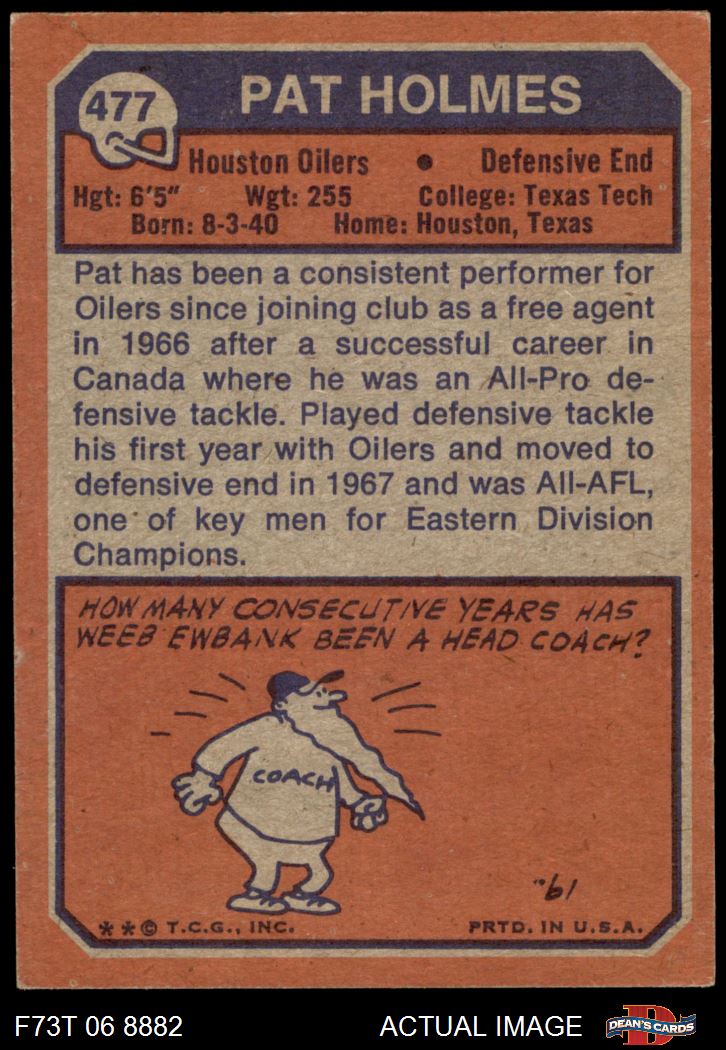 477
PAT HOLMES
Houston Oilers • Defensive End
Hgt: 6'5" Wgt: 255 College: Texas Tech
Born: 8-3-40 Home: Houston, Texas
Pat has been a consistent performer for
Oilers since joining club as a free agent
in 1966 after a successful career in
Canada where he was an All-Pro de-
fensive tackle. Played defensive tackle
his first year with Oilers and moved to
defensive end in 1967 and was All-AFL,
one of key men for Eastern Division
Champions.
HOW MANY CONSECUTIVE YEARS HAS
WEEB EWBANK BEEN A HEAD COACH?
COACH
19.
** © T.C.G., INC. PRTD. IN U.S.A.
F73T 06 8882 ACTUAL IMAGE
DEAN'S CARDS